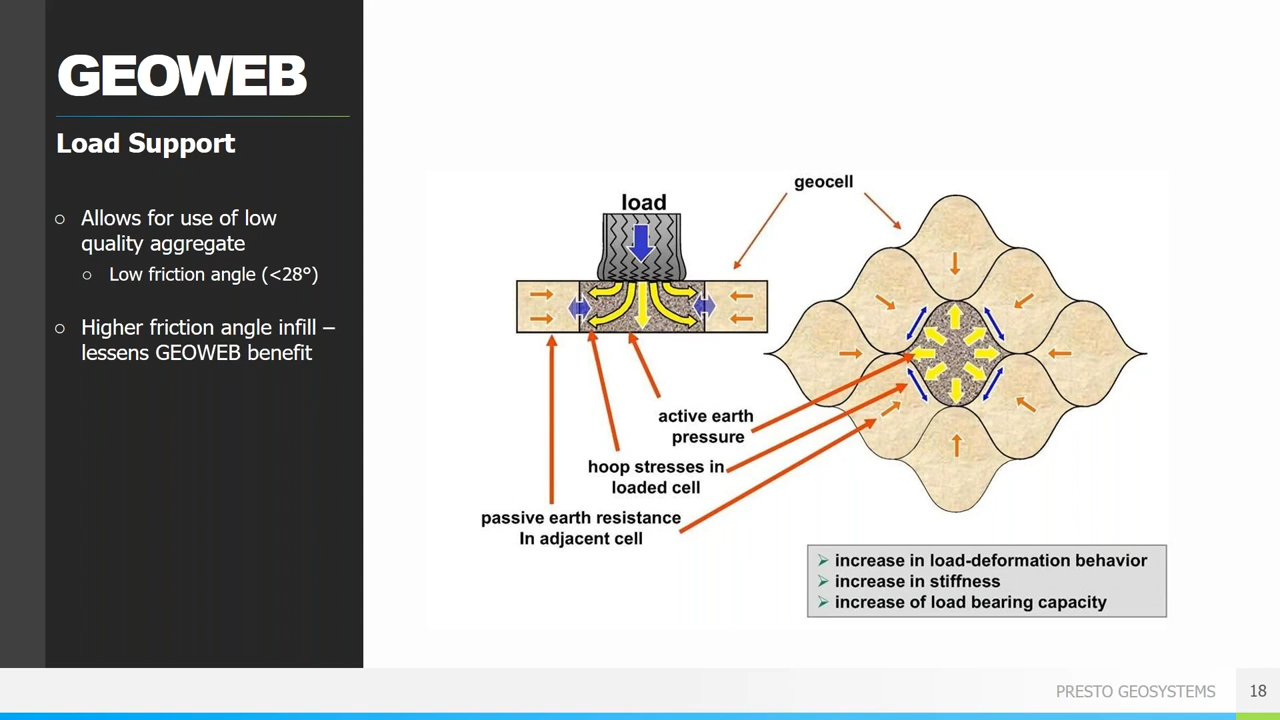 GEOWEB
Load Support
○ Allows for use of low
quality aggregate
○ Low friction angle (<28°)
○ Higher friction angle infill –
lessens GEOWEB benefit
geocell
load
active earth
pressure
hoop stresses in
loaded cell
passive earth resistance
In adjacent cell
➢ increase in load-deformation behavior
➢ increase in stiffness
➢ increase of load bearing capacity
PRESTO GEOSYSTEMS
18